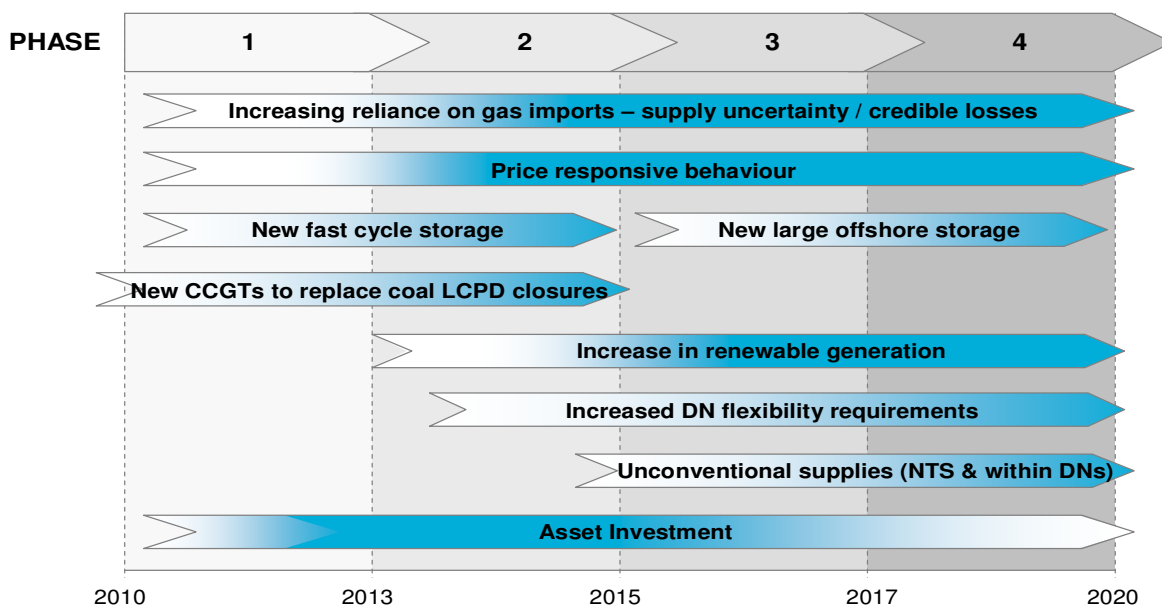 PHASE 1 2 3 4
Increasing reliance on gas imports – supply uncertainty / credible losses
Price responsive behaviour
New fast cycle storage New large offshore storage
New CCGTs to replace coal LCPD closures
Increase in renewable generation
Increased DN flexibility requirements
Unconventional supplies (NTS & within DNs)
Asset Investment
2010 2013 2015 2017 2020